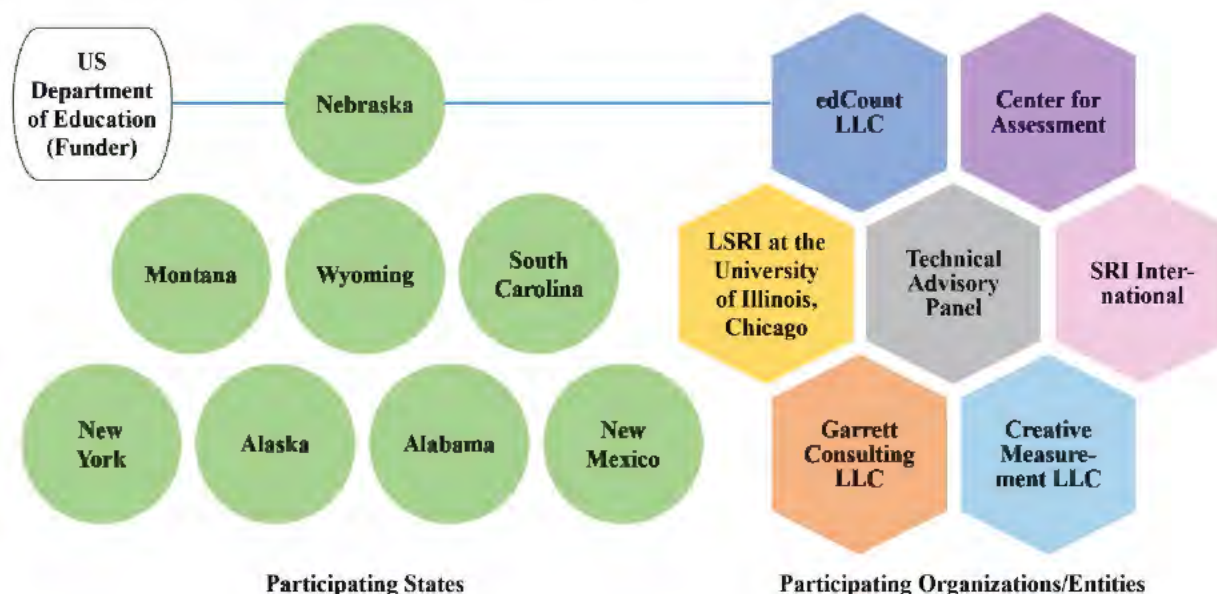 US
Department
of Education
(Funder)
Nebraska
edCount
LLC
Center for
Assessment
Montana
Wyoming
South
Carolina
LSRI at the
University
of Illinois,
Chicago
Technical
Advisory
Panel
SRI Inter-
national
New
York
Alaska
Alabama
New
Mexico
Garrett
Consulting
LLC
Creative
Measure-
ment LLC
Participating States
Participating Organizations/Entities